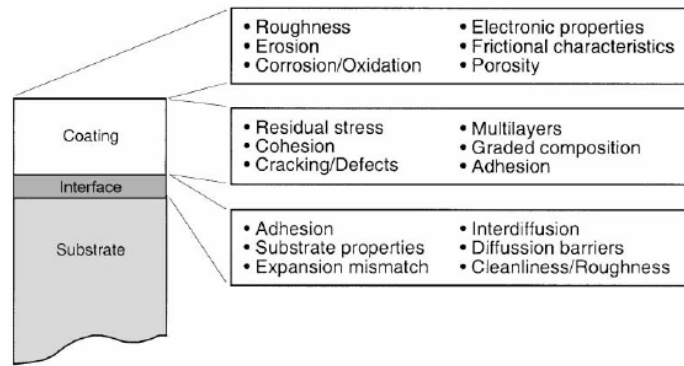 • Roughness • Electronic properties
• Erosion • Frictional characteristics
• Corrosion/Oxidation • Porosity
Coating
• Residual stress • Multilayers
• Cohesion • Graded composition
• Cracking/Defects • Adhesion
Interface
• Adhesion • Interdiffusion
• Substrate properties • Diffussion barriers
• Expansion mismatch • Cleanliness/Roughness
Substrate